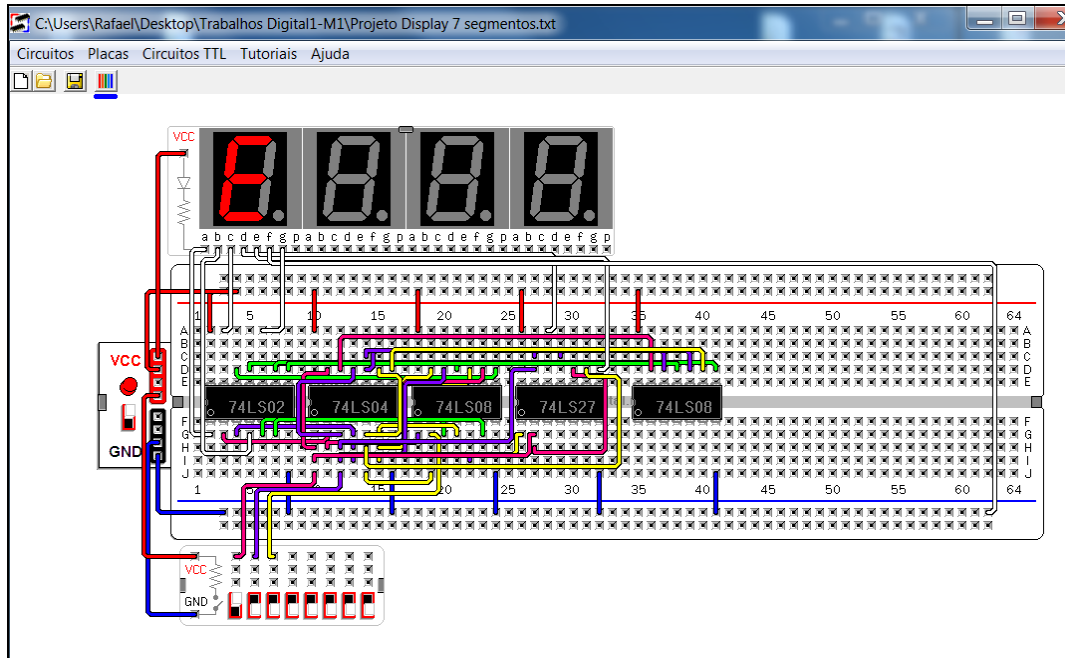 C:\Users\Rafael\Desktop\Trabalhos Digital1-M1\Projeto Display 7 segmentos.txt
Circuitos Placas Circuitos TTL Tutoriais Ajuda
VCC
a b c d e f g p a b c d e f g p a b c d e f g p a b c d e f g p
1 5 10 15 20 25 30 35 40 45 50 55 60 64
A A
B B
C C
D D
E E
VCC
74LS02 74LS04 74LS08 74LS27 74LS08
F F
G G
GND
H H
I I
J J
1 5 10 15 20 25 30 35 40 45 50 55 60 64
VCC
GND